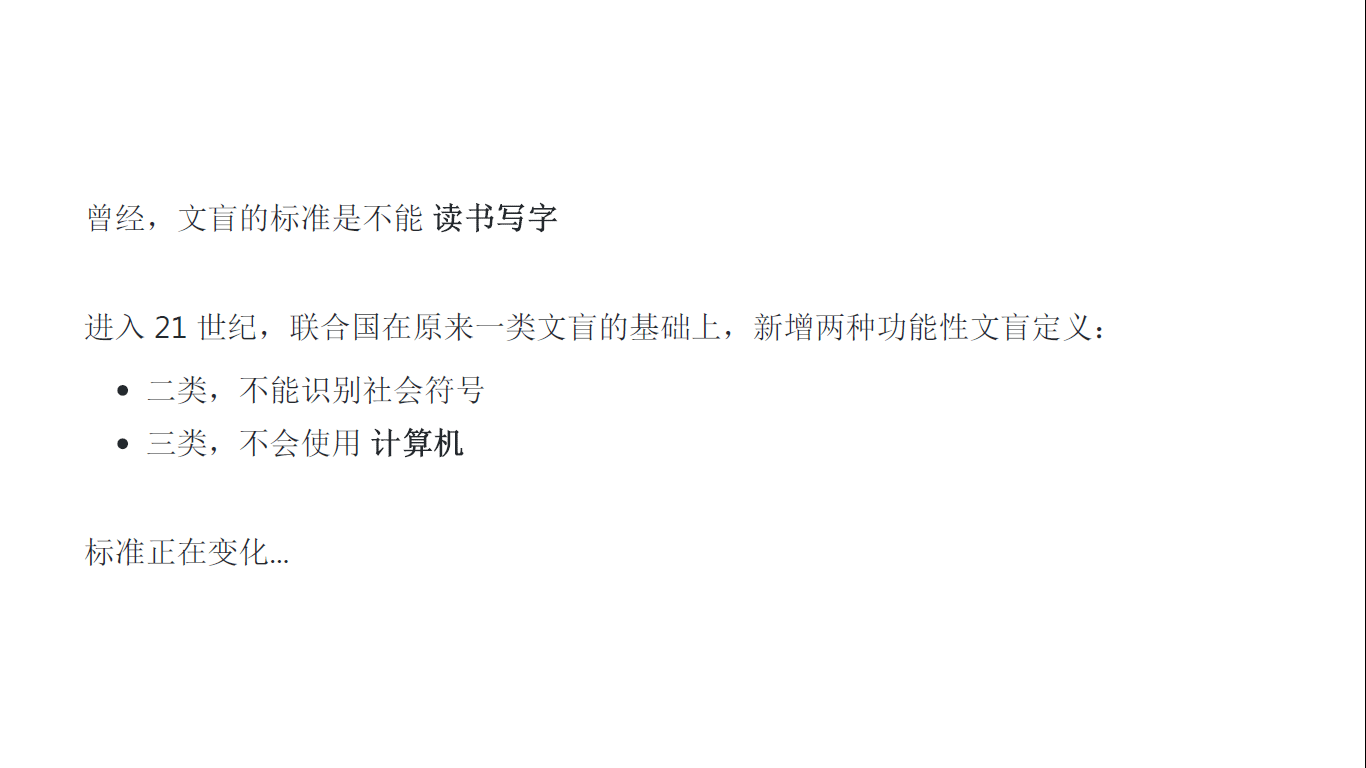 曾经，文盲的标准是不能 读书写字
进入 21 世纪，联合国在原来一类文盲的基础上，新增两种功能性文盲定义：
• 二类，不能识别社会符号
• 三类，不会使用 计算机
标准正在变化...